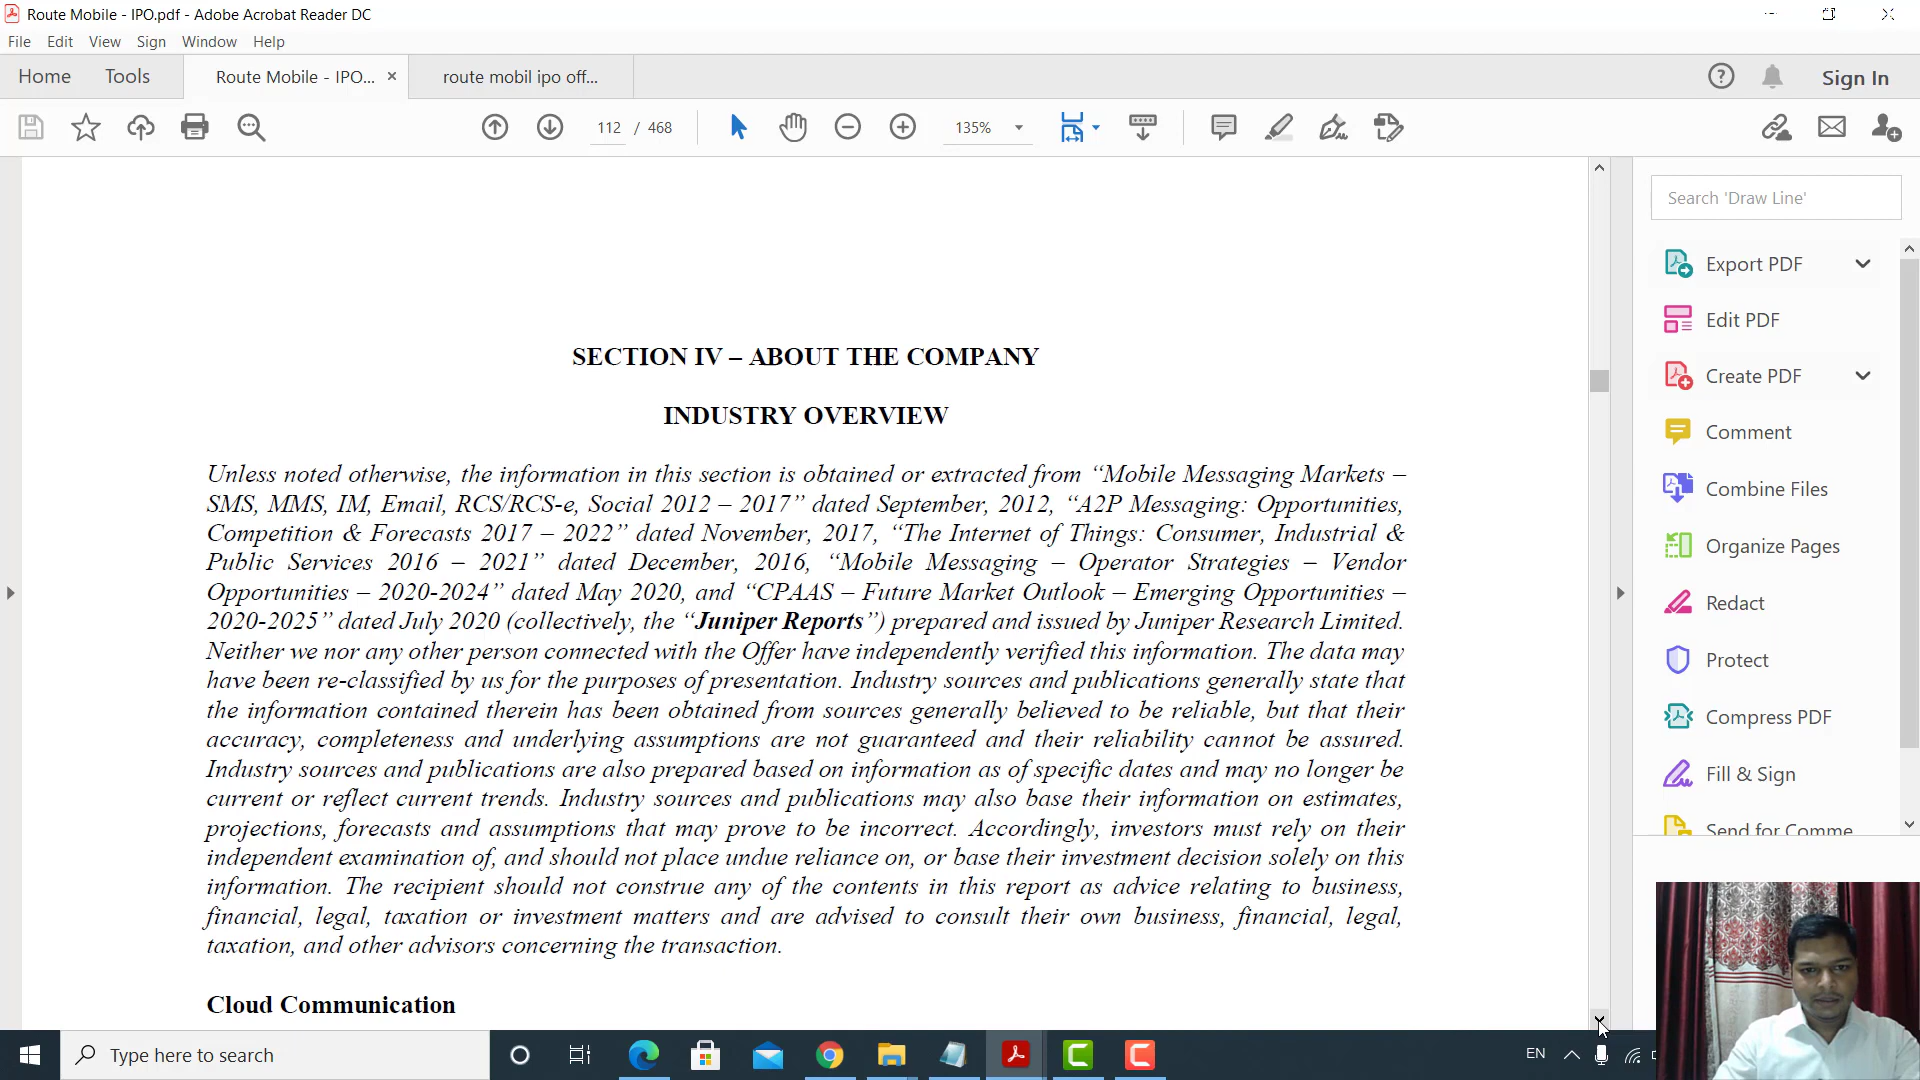 Route Mobile - IPO.pdf - Adobe Acrobat Reader DC
File Edit View Sign Window Help
Home Tools Route Mobile - IPO... × route mobil ipo off... Sign In
112 / 468 135%
Search 'Draw Line'
Export PDF
Edit PDF
Create PDF
Comment
Combine Files
Organize Pages
Redact
Protect
Compress PDF
Fill & Sign
Send for Comme
SECTION IV – ABOUT THE COMPANY
INDUSTRY OVERVIEW
Unless noted otherwise, the information in this section is obtained or extracted from “Mobile Messaging Markets –
SMS, MMS, IM, Email, RCS/RCS-e, Social 2012 – 2017” dated September, 2012, “A2P Messaging: Opportunities,
Competition & Forecasts 2017 – 2022” dated November, 2017, “The Internet of Things: Consumer, Industrial &
Public Services 2016 – 2021” dated December, 2016, “Mobile Messaging – Operator Strategies – Vendor
Opportunities – 2020-2024” dated May 2020, and “CPAAS – Future Market Outlook – Emerging Opportunities –
2020-2025” dated July 2020 (collectively, the “Juniper Reports”) prepared and issued by Juniper Research Limited.
Neither we nor any other person connected with the Offer have independently verified this information. The data may
have been re-classified by us for the purposes of presentation. Industry sources and publications generally state that
the information contained therein has been obtained from sources generally believed to be reliable, but that their
accuracy, completeness and underlying assumptions are not guaranteed and their reliability cannot be assured.
Industry sources and publications are also prepared based on information as of specific dates and may no longer be
current or reflect current trends. Industry sources and publications may also base their information on estimates,
projections, forecasts and assumptions that may prove to be incorrect. Accordingly, investors must rely on their
independent examination of, and should not place undue reliance on, or base their investment decision solely on this
information. The recipient should not construe any of the contents in this report as advice relating to business,
financial, legal, taxation or investment matters and are advised to consult their own business, financial, legal,
taxation, and other advisors concerning the transaction.
Cloud Communication
Type here to search
EN